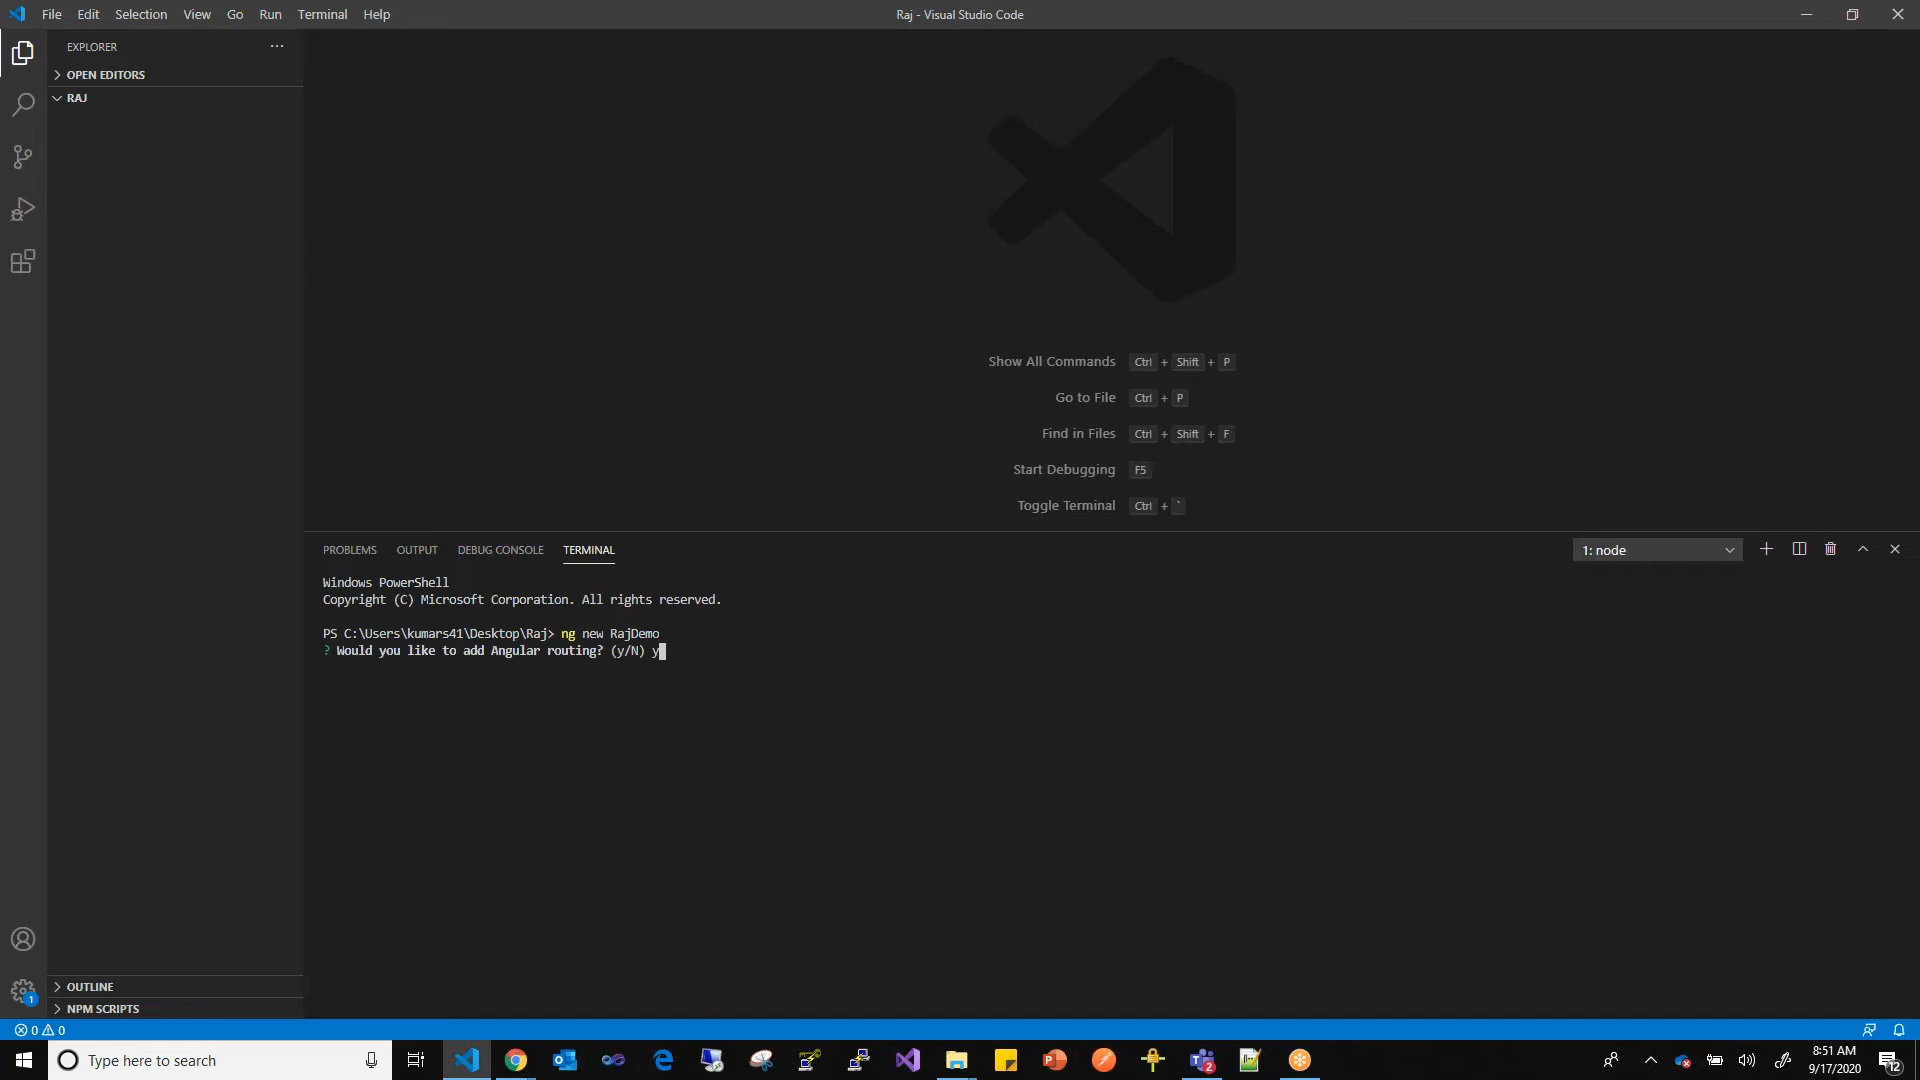 File Edit Selection View Go Run Terminal Help
Raj - Visual Studio Code
EXPLORER
OPEN EDITORS
RAJ
Show All Commands Ctrl + Shift + P
Go to File Ctrl + P
Find in Files Ctrl + Shift + F
Start Debugging F5
Toggle Terminal Ctrl + `
PROBLEMS OUTPUT DEBUG CONSOLE TERMINAL
1: node
Windows PowerShell
Copyright (C) Microsoft Corporation. All rights reserved.
PS C:\Users\kumars41\Desktop\Raj> ng new RajDemo
? Would you like to add Angular routing? (y/N) y
1
OUTLINE
NPM SCRIPTS
0 0
Type here to search
2
8:51 AM
9/17/2020
12